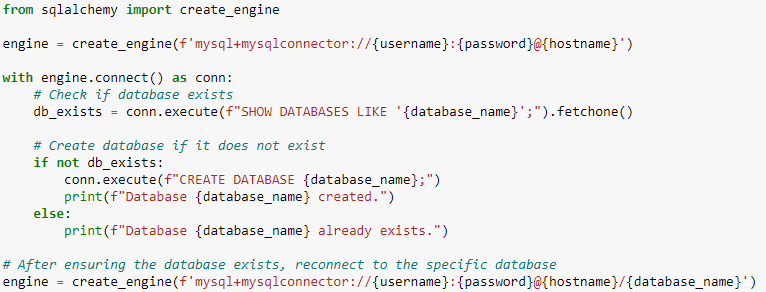 from sqlalchemy import create_engine

engine = create_engine(f'mysql+mysqlconnector://{username}:{password}@{hostname}')

with engine.connect() as conn:
    # Check if database exists
    db_exists = conn.execute(f"SHOW DATABASES LIKE '{database_name}';").fetchone()

    # Create database if it does not exist
    if not db_exists:
        conn.execute(f"CREATE DATABASE {database_name};")
        print(f"Database {database_name} created.")
    else:
        print(f"Database {database_name} already exists.")

# After ensuring the database exists, reconnect to the specific database
engine = create_engine(f'mysql+mysqlconnector://{username}:{password}@{hostname}/{database_name}')